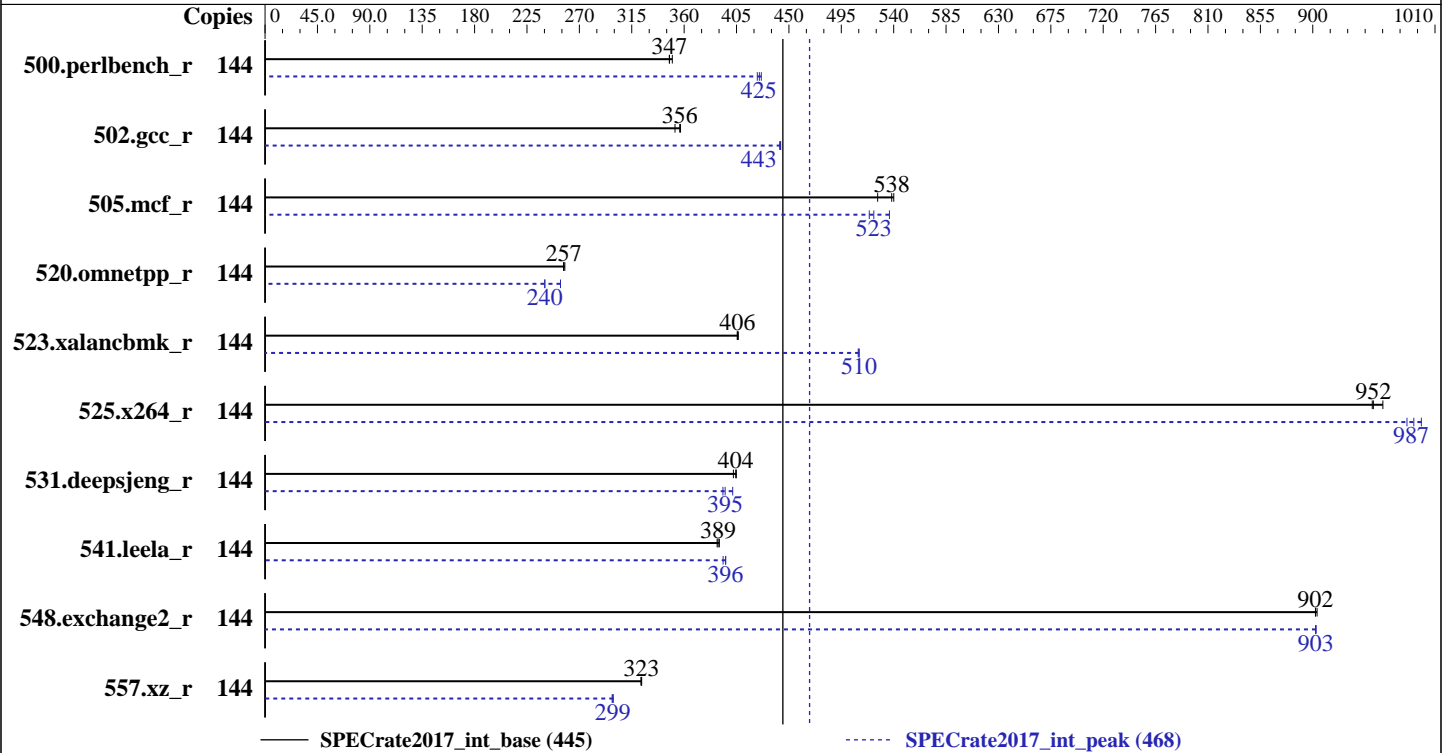 Copies 0 45.0 90.0 135 180 225 270 315 360 405 450 495 540 585 630 675 720 765 810 855 900 1010
500.perlbench_r 144 347
425
502.gcc_r 144 356
443
505.mcf_r 144 538
523
520.omnetpp_r 144 257
240
523.xalancbmk_r 144 406
510
525.x264_r 144 952
987
531.deepsjeng_r 144 404
395
541.leela_r 144 389
396
548.exchange2_r 144 902
903
557.xz_r 144 323
299
SPECrate2017_int_base (445) SPECrate2017_int_peak (468)